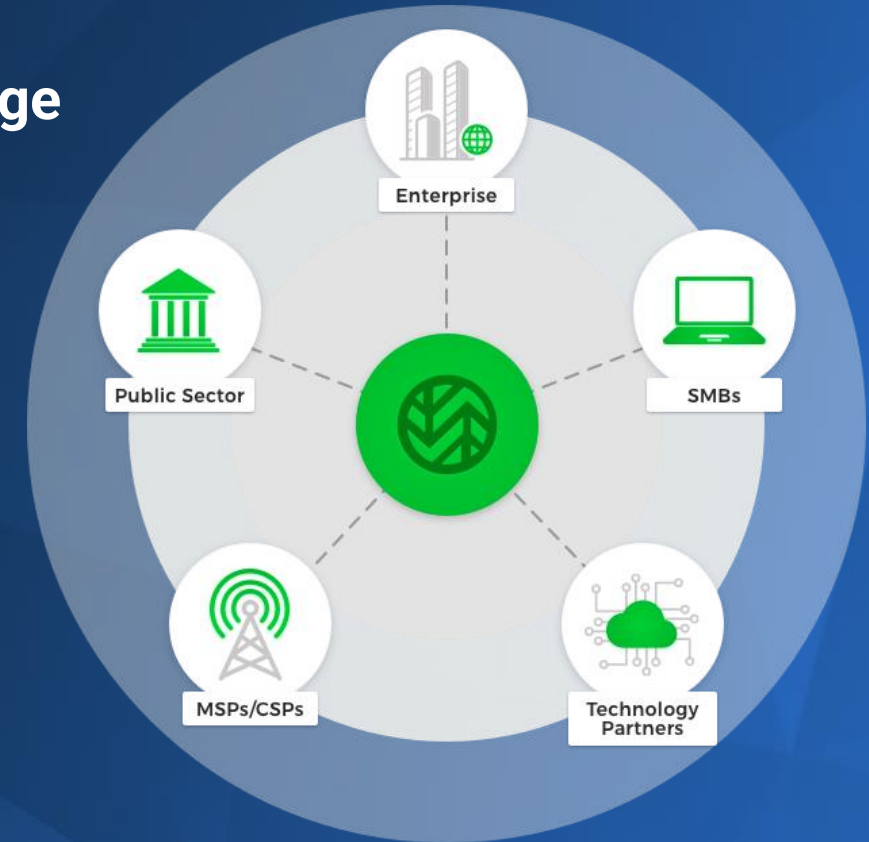 ge
Enterprise
Public Sector
SMBs
MSPs/CSPs
Technology
Partners